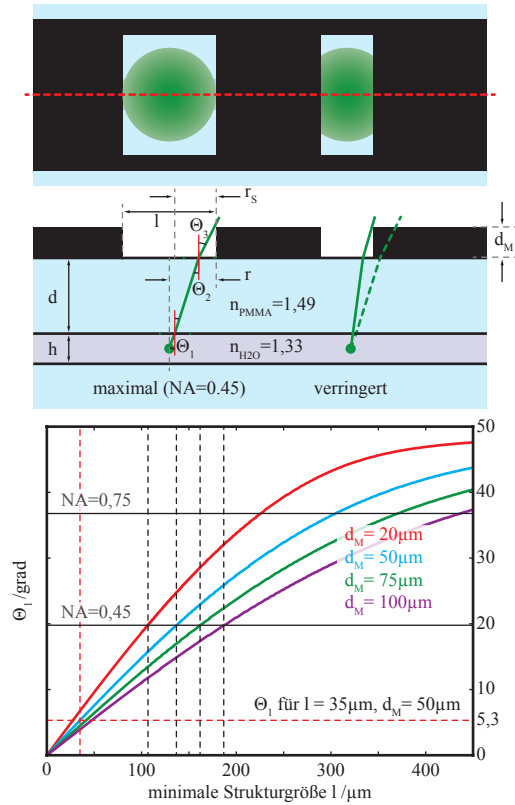 l
r_S
Θ_3
d_M
d
Θ_2
r
n_PMMA=1,49
h
Θ_1
n_H2O=1,33
maximal (NA=0.45)
verringert
50
40
30
20
10
5,3
0
Θ_1/grad
NA=0,75
NA=0,45
d_M= 20µm
d_M= 50µm
d_M= 75µm
d_M= 100µm
Θ_1 für l = 35µm, d_M= 50µm
0 100 200 300 400
minimale Strukturgröße l /µm